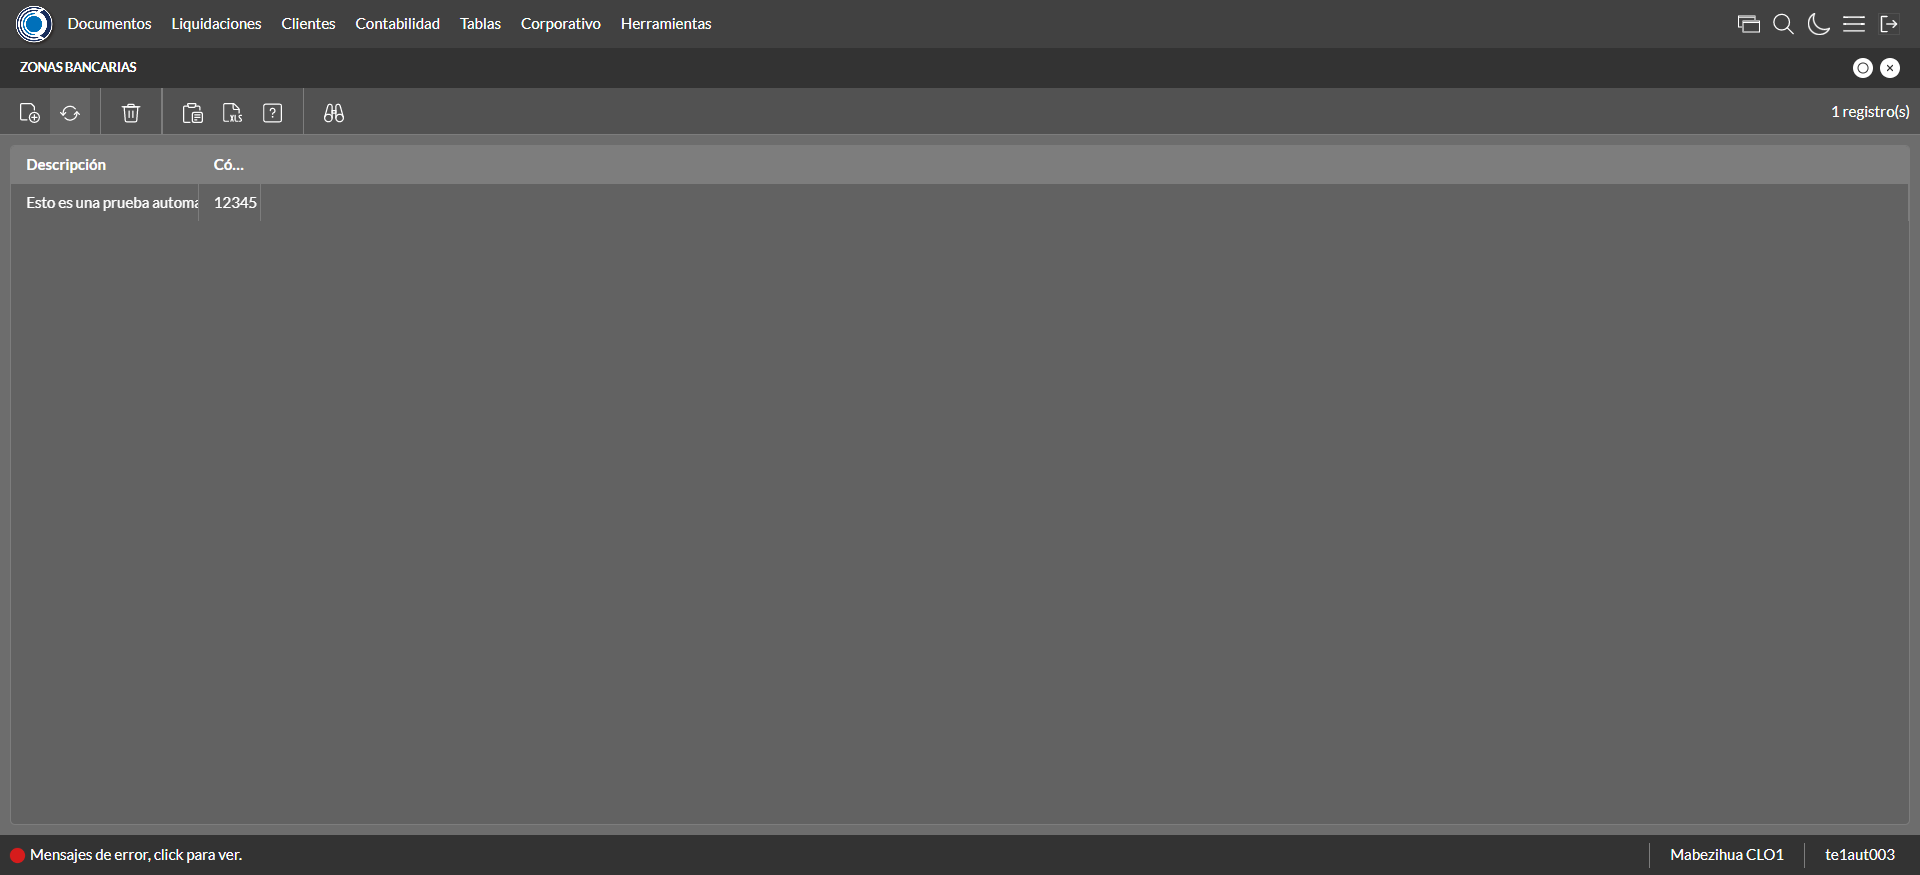 Documentos Liquidaciones Clientes Contabilidad Tablas Corporativo Herramientas
ZONAS BANCARIAS
XLS ? 1 registro(s)
Descripción Có...
Esto es una prueba automa 12345
Mensajes de error, click para ver. Mabezihua CLO1 te1aut003